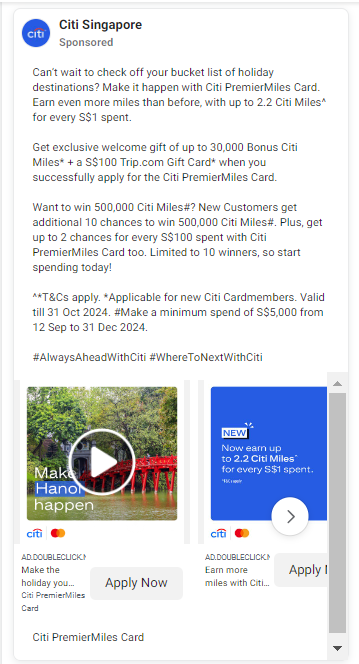 Citi Singapore
citi
Sponsored
Can't wait to check off your bucket list of holiday
destinations? Make it happen with Citi PremierMiles Card.
Earn even more miles than before, with up to 2.2 Citi Miles^
for every S$1 spent.
Get exclusive welcome gift of up to 30,000 Bonus Citi
Miles* + a S$100 Trip.com Gift Card* when you
successfully apply for the Citi PremierMiles Card.
Want to win 500,000 Citi Miles#? New Customers get
additional 10 chances to win 500,000 Citi Miles#. Plus, get
up to 2 chances for every S$100 spent with Citi
PremierMiles Card too. Limited to 10 winners, so start
spending today!
^*T&Cs apply. *Applicable for new Citi Cardmembers. Valid
till 31 Oct 2024. #Make a minimum spend of S$5,000 from
12 Sep to 31 Dec 2024.
#AlwaysAheadWithCiti #WhereToNextWithCiti
Make
Hanoi
happen
citi
AD.DOUBLECLICK.N
Make the
holiday you...
Citi PremierMiles
Card
Apply Now
NEW
Now earn up
to 2.2 Citi Miles^
for every S$1 spent.
^T&Cs apply
citi
AD.DOUBLECLICK.N
Earn more
miles with Citi...
Apply
Citi PremierMiles Card